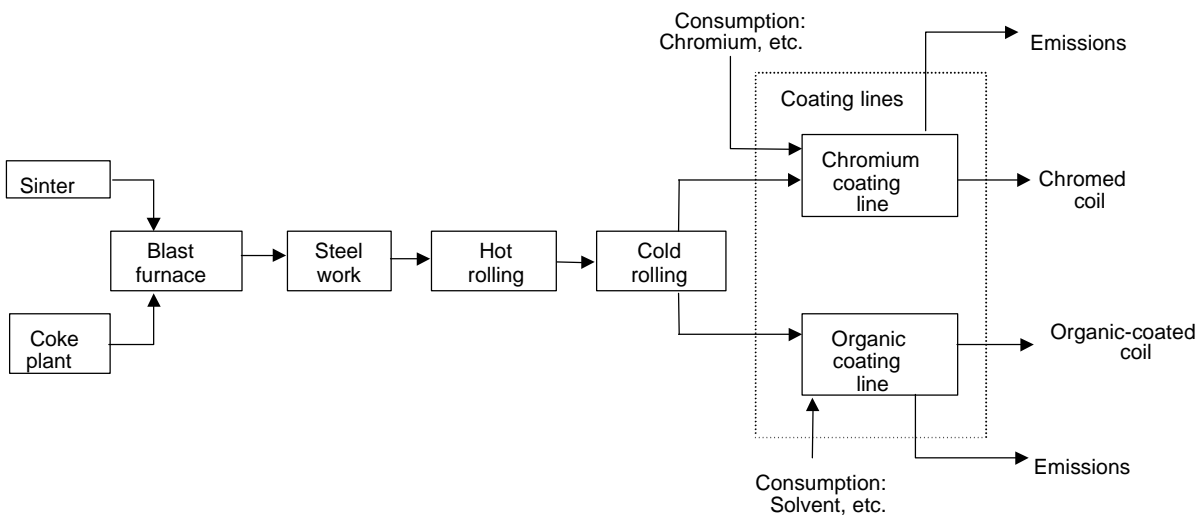 Consumption:
Chromium, etc.
Emissions
Coating lines
Chromium
coating
line
Chromed
coil
Sinter
Blast
furnace
Steel
work
Hot
rolling
Cold
rolling
Coke
plant
Organic
coating
line
Organic-coated
coil
Emissions
Consumption:
Solvent, etc.